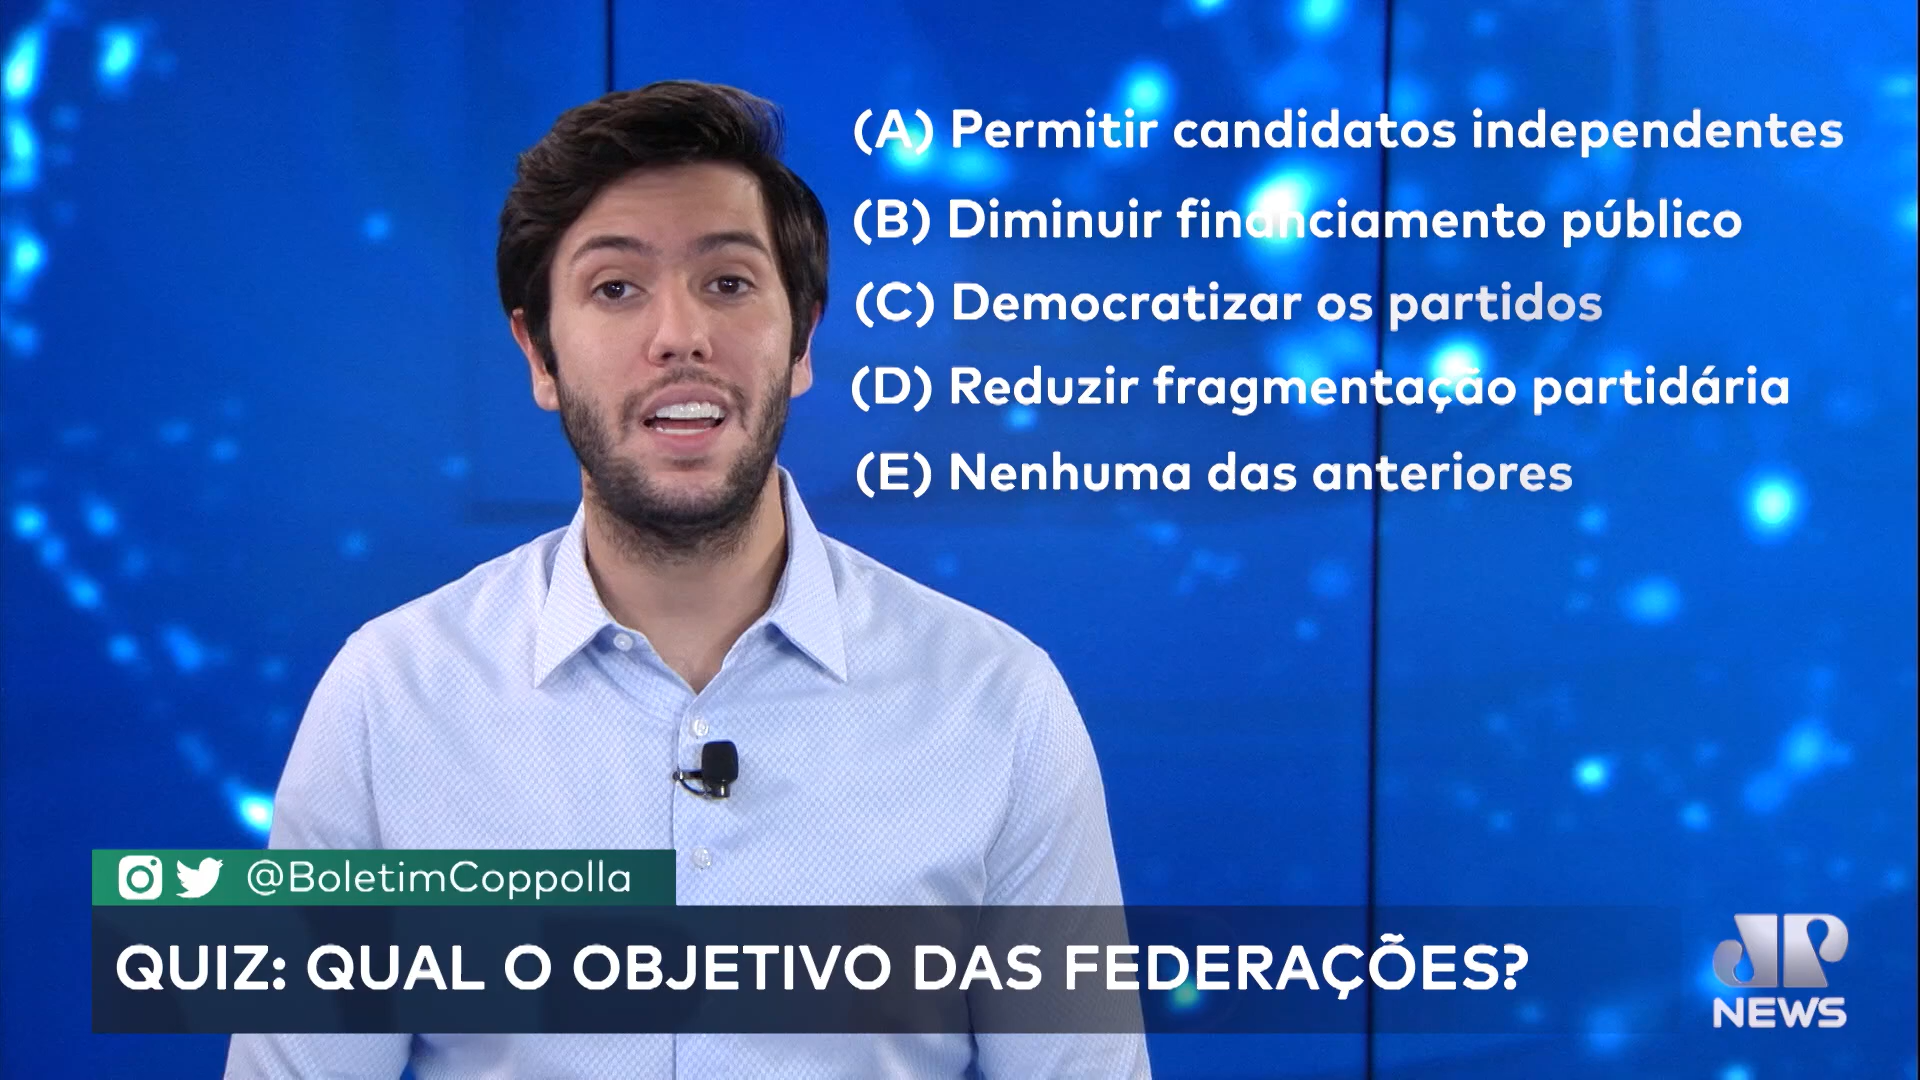 (A) Permitir candidatos independentes
(B) Diminuir financiamento público
(C) Democratizar os partidos
(D) Reduzir fragmentação partidária
(E) Nenhuma das anteriores
@BoletimCoppolla
QUIZ: QUAL O OBJETIVO DAS FEDERAÇÕES?
JP
NEWS